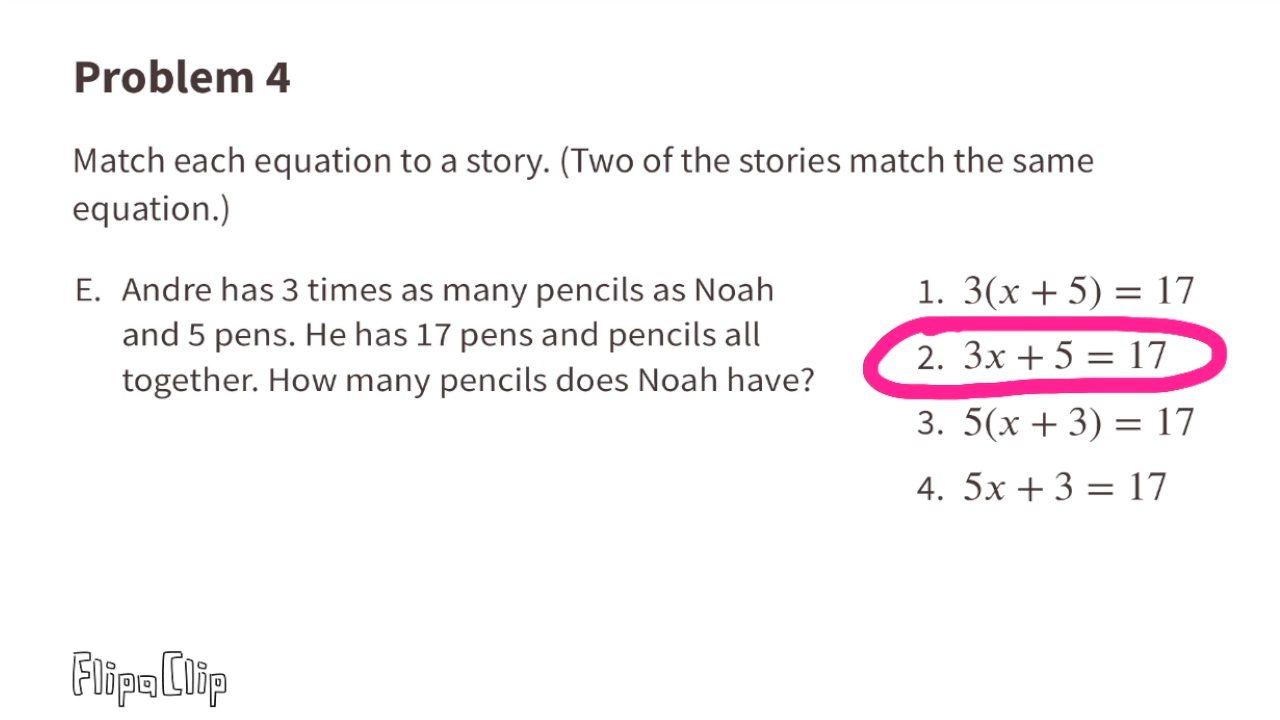 Problem 4
Match each equation to a story. (Two of the stories match the same
equation.)
E. Andre has 3 times as many pencils as Noah
and 5 pens. He has 17 pens and pencils all
together. How many pencils does Noah have?
1. 3(x + 5) = 17
2. 3x + 5 = 17
3. 5(x + 3) = 17
4. 5x + 3 = 17
FlipaClip